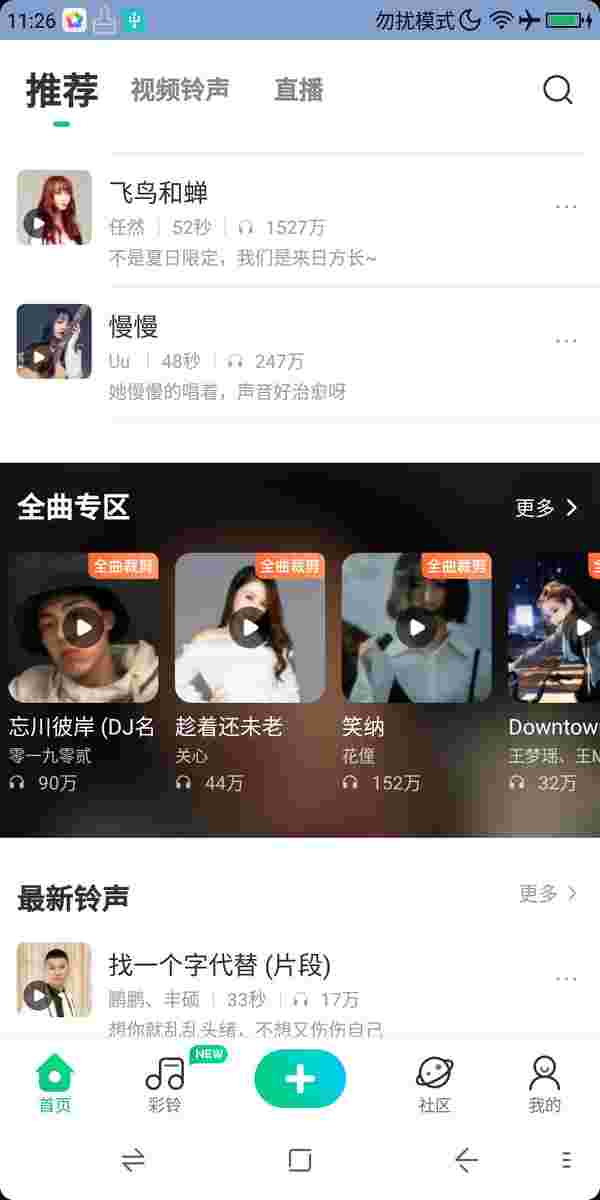 11:26 勿扰模式
推荐 视频铃声 直播
飞鸟和蝉
任然 | 52秒 | 1527万
不是夏日限定，我们是来日方长~
慢慢
Uu | 48秒 | 247万
她慢慢的唱着，声音好治愈呀
全曲专区 更多
全曲裁剪 全曲裁剪 全曲裁剪 全
忘川彼岸 (DJ名 趁着还未老 笑纳 Downtow
零一九零贰 关心 花僮 王梦瑶、王M
90万 44万 152万 32万
最新铃声 更多
找一个字代替 (片段)
鹏鹏、丰硕 | 33秒 | 17万
想你就乱乱头绪，不想又伤伤自己
NEW
首页 彩铃 社区 我的